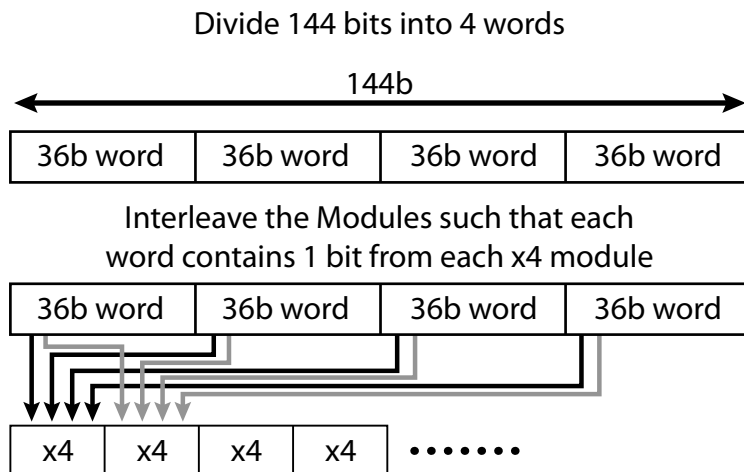 Divide 144 bits into 4 words
144b
36b word 36b word 36b word 36b word
Interleave the Modules such that each
word contains 1 bit from each x4 module
36b word 36b word 36b word 36b word
x4 x4 x4 x4